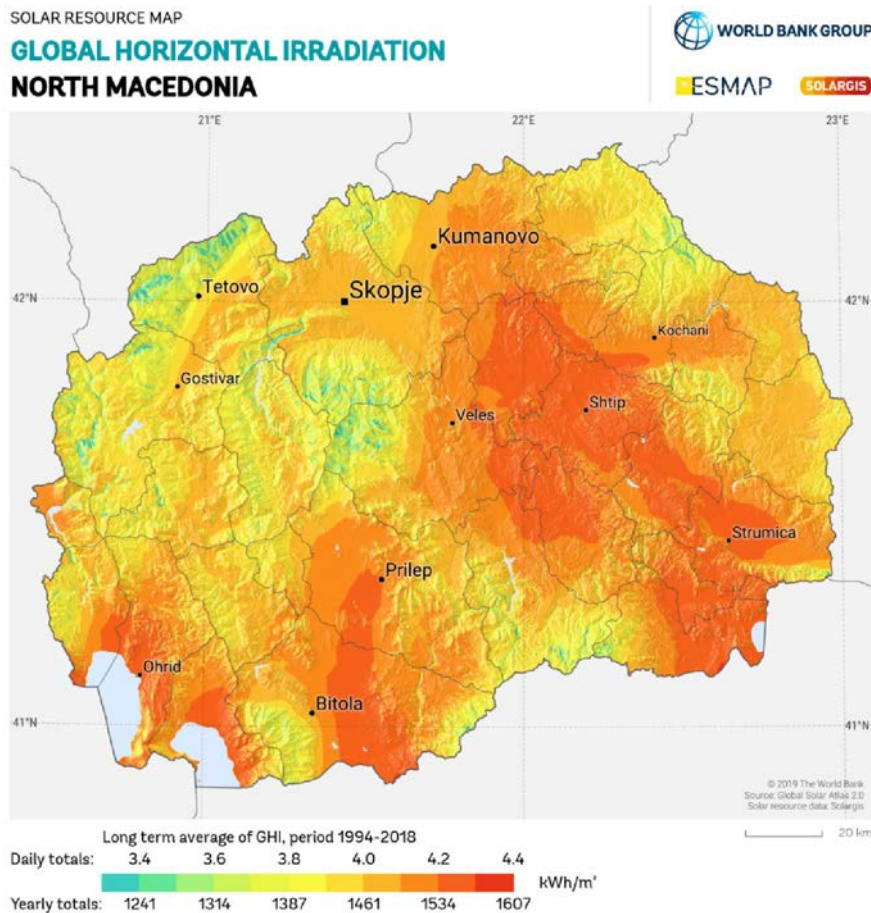 SOLAR RESOURCE MAP
GLOBAL HORIZONTAL IRRADIATION
NORTH MACEDONIA
WORLD BANK GROUP
ESMAP
SOLARGIS
21°E
22°E
23°E
Kumanovo
Tetovo
Skopje
42°N
42°N
Kochani
Gostivar
Shtip
Veles
Strumica
Prilep
Ohrid
Bitola
41°N
41°N
© 2019 The World Bank
Source: Global Solar Atlas 2.0
Solar resource data: Solargis
20 km
Long term average of GHI, period 1994-2018
Daily totals: 3.4 3.6 3.8 4.0 4.2 4.4
kWh/m²
Yearly totals: 1241 1314 1387 1461 1534 1607